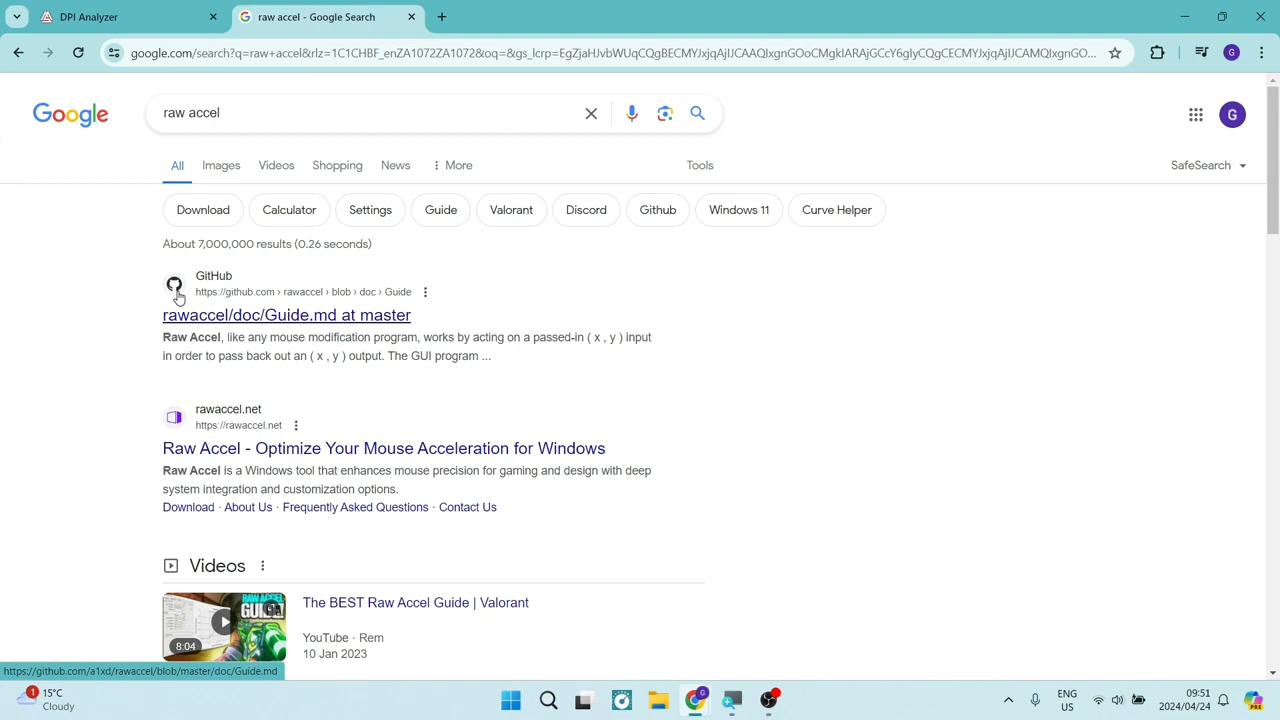 DPI Analyzer
raw accel - Google Search
google.com/search?q=raw+accel&rlz=1C1CHBF_enZA1072ZA1072&oq=&gs_lcrp=EgZjaHJvbWUqCQgBECMYJxjqAjIJCAAQIxgnGOoCMgkIARAjGCcY6gIyCQgCECMYJxjqAjIJCAMQIxgnGO...
G
Google
raw accel
G
All Images Videos Shopping News More Tools SafeSearch
Download Calculator Settings Guide Valorant Discord Github Windows 11 Curve Helper
About 7,000,000 results (0.26 seconds)
GitHub
https://github.com › rawaccel › blob › doc › Guide
rawaccel/doc/Guide.md at master
Raw Accel, like any mouse modification program, works by acting on a passed-in ( x , y ) input
in order to pass back out an ( x , y ) output. The GUI program ...
rawaccel.net
https://rawaccel.net
Raw Accel - Optimize Your Mouse Acceleration for Windows
Raw Accel is a Windows tool that enhances mouse precision for gaming and design with deep
system integration and customization options.
Download · About Us · Frequently Asked Questions · Contact Us
Videos
RAW ACCEL
GUIDE
8:04
The BEST Raw Accel Guide | Valorant
YouTube · Rem
10 Jan 2023
https://github.com/a1xd/rawaccel/blob/master/doc/Guide.md
1
15°C
Cloudy
G
ENG
US
09:51
2024/04/24
PRE